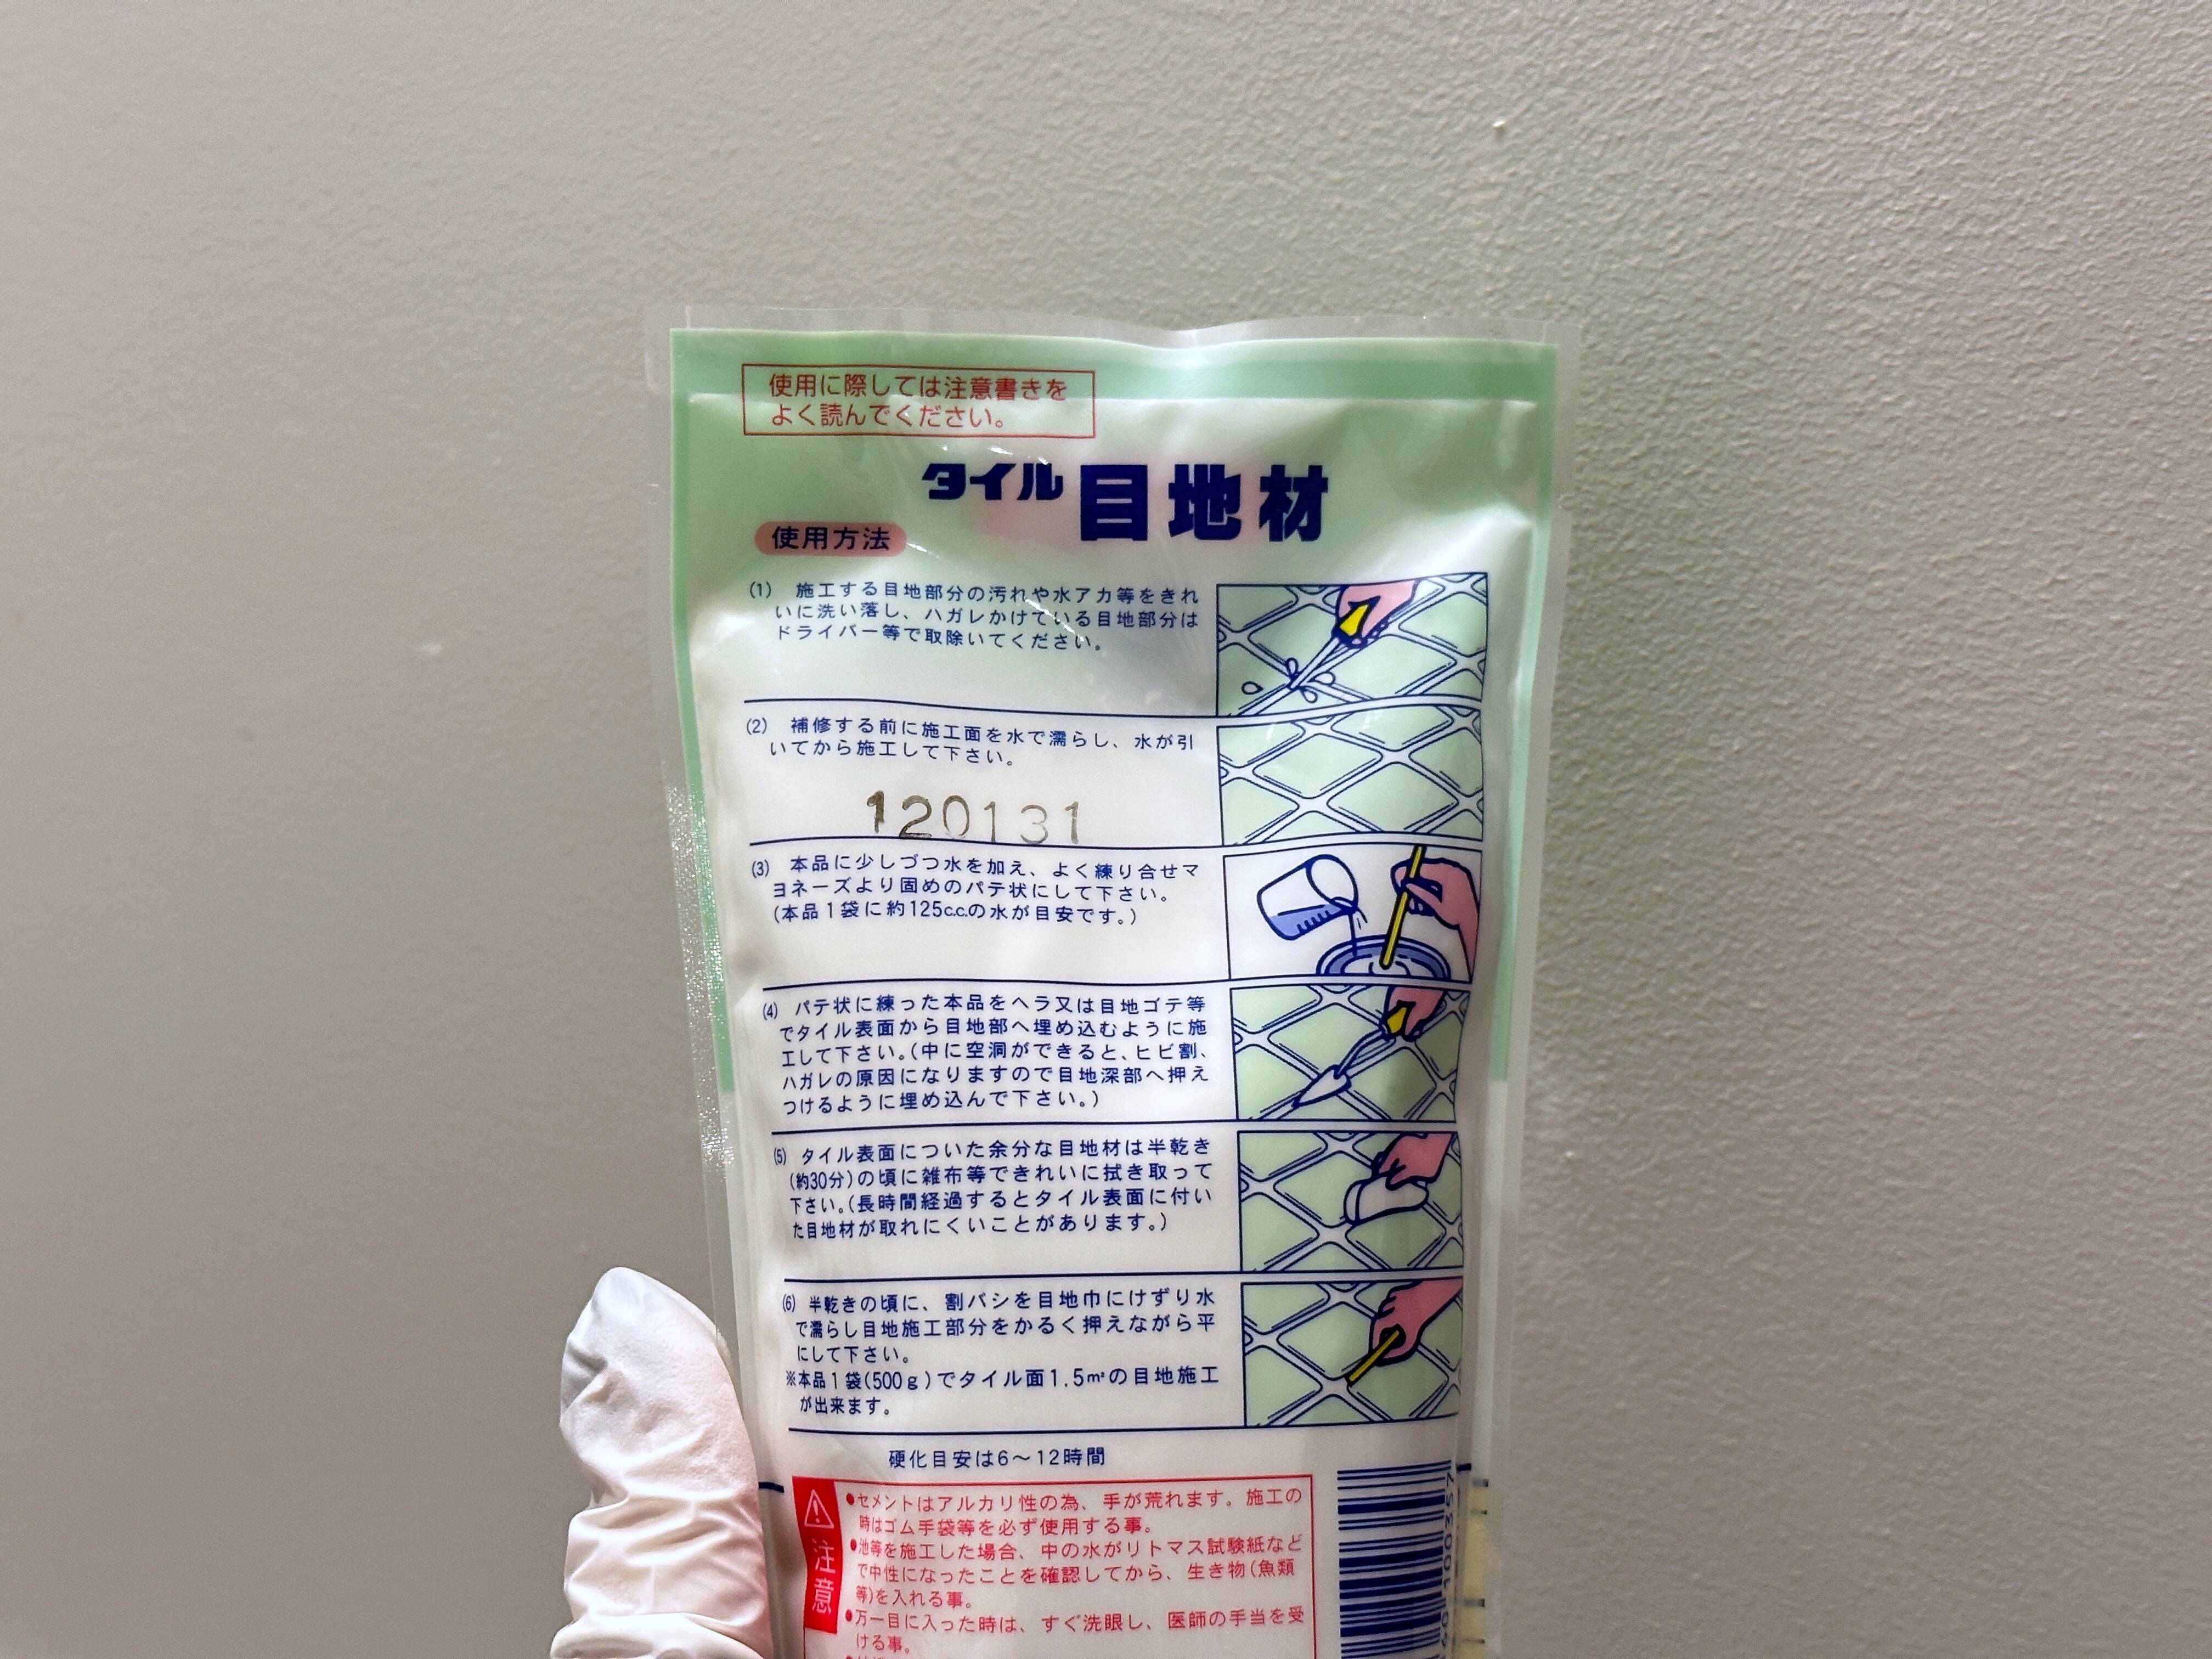 使用に際しては注意書きを
よく読んでください。
タイル目地材
使用方法
(1) 施工する目地部分の汚れや水アカ等をきれ
いに洗い落し、ハガレかけている目地部分は
ドライバー等で取除いてください。
(2) 補修する前に施工面を水で濡らし、水が引
いてから施工して下さい。
120131
(3) 本品に少しづつ水を加え、よく練り合せマ
ヨネーズより固めのパテ状にして下さい。
(本品1袋に約125c.c.の水が目安です。)
(4) パテ状に練った本品をヘラ又は目地ゴテ等
でタイル表面から目地部へ埋め込むように施
工して下さい。(中に空洞ができると、ヒビ割、
ハガレの原因になりますので目地深部へ押え
つけるように埋め込んで下さい。)
(5) タイル表面についた余分な目地材は半乾き
(約30分)の頃に雑布等できれいに拭き取って
下さい。(長時間経過するとタイル表面に付い
た目地材が取れにくいことがあります。)
(6) 半乾きの頃に、割バシを目地巾にけずり水
で濡らし目地施工部分をかるく押えながら平
にして下さい。
※本品1袋(500g)でタイル面1.5m²の目地施工
が出来ます。
硬化目安は6～12時間
注意
●セメントはアルカリ性の為、手が荒れます。施工の
時はゴム手袋等を必ず使用する事。
●池等を施工した場合、中の水がリトマス試験紙など
で中性になったことを確認してから、生き物(魚類
等)を入れる事。
●万一目に入った時は、すぐ洗眼し、医師の手当を受
ける事。